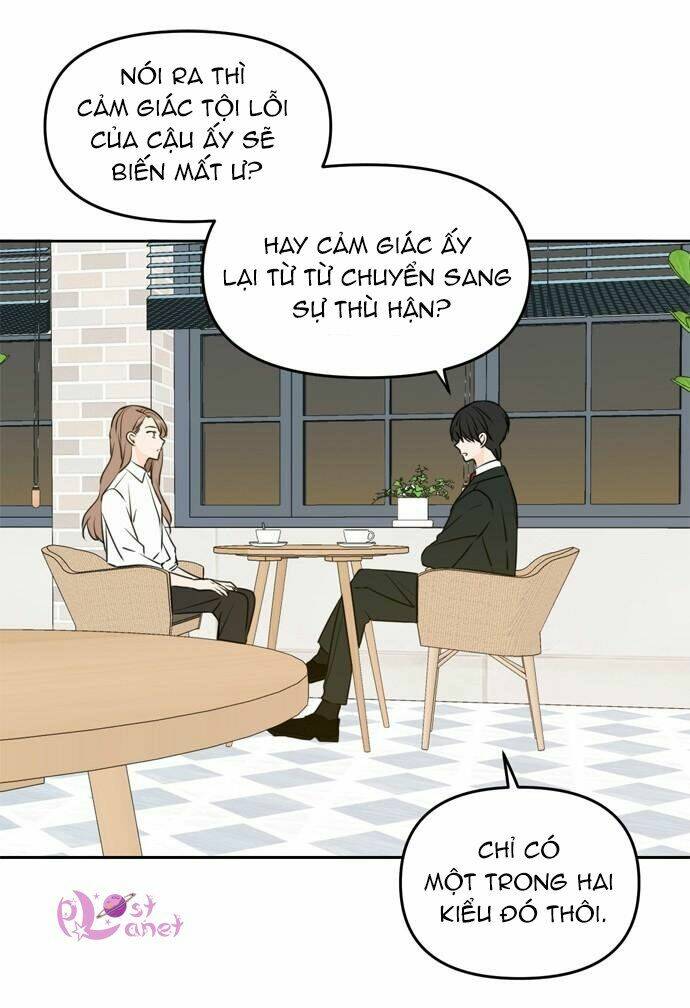 NÓI RA THÌ
CẢM GIÁC TỘI LỖI
CỦA CẬU ẤY SẼ
BIẾN MẤT Ư?
HAY CẢM GIÁC ẤY
LẠI TỪ TỪ CHUYỂN SANG
SỰ THÙ HẬN?
CHỈ CÓ
MỘT TRONG HAI
KIỂU ĐÓ THÔI.
Lost
Planet